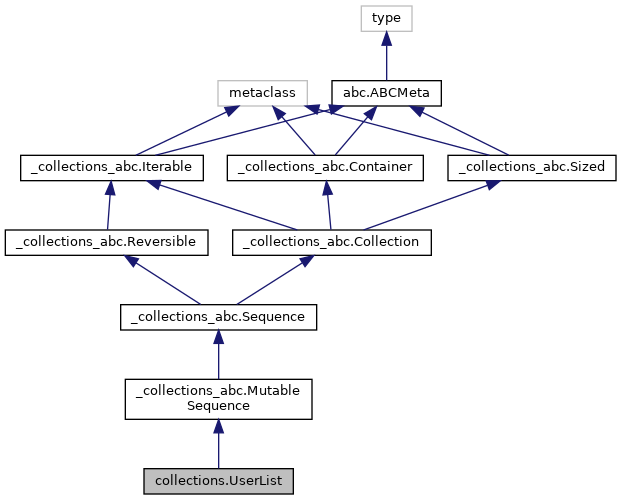 type
metaclass
abc.ABCMeta
_collections_abc.Iterable
_collections_abc.Container
_collections_abc.Sized
_collections_abc.Reversible
_collections_abc.Collection
_collections_abc.Sequence
_collections_abc.Mutable
Sequence
collections.UserList